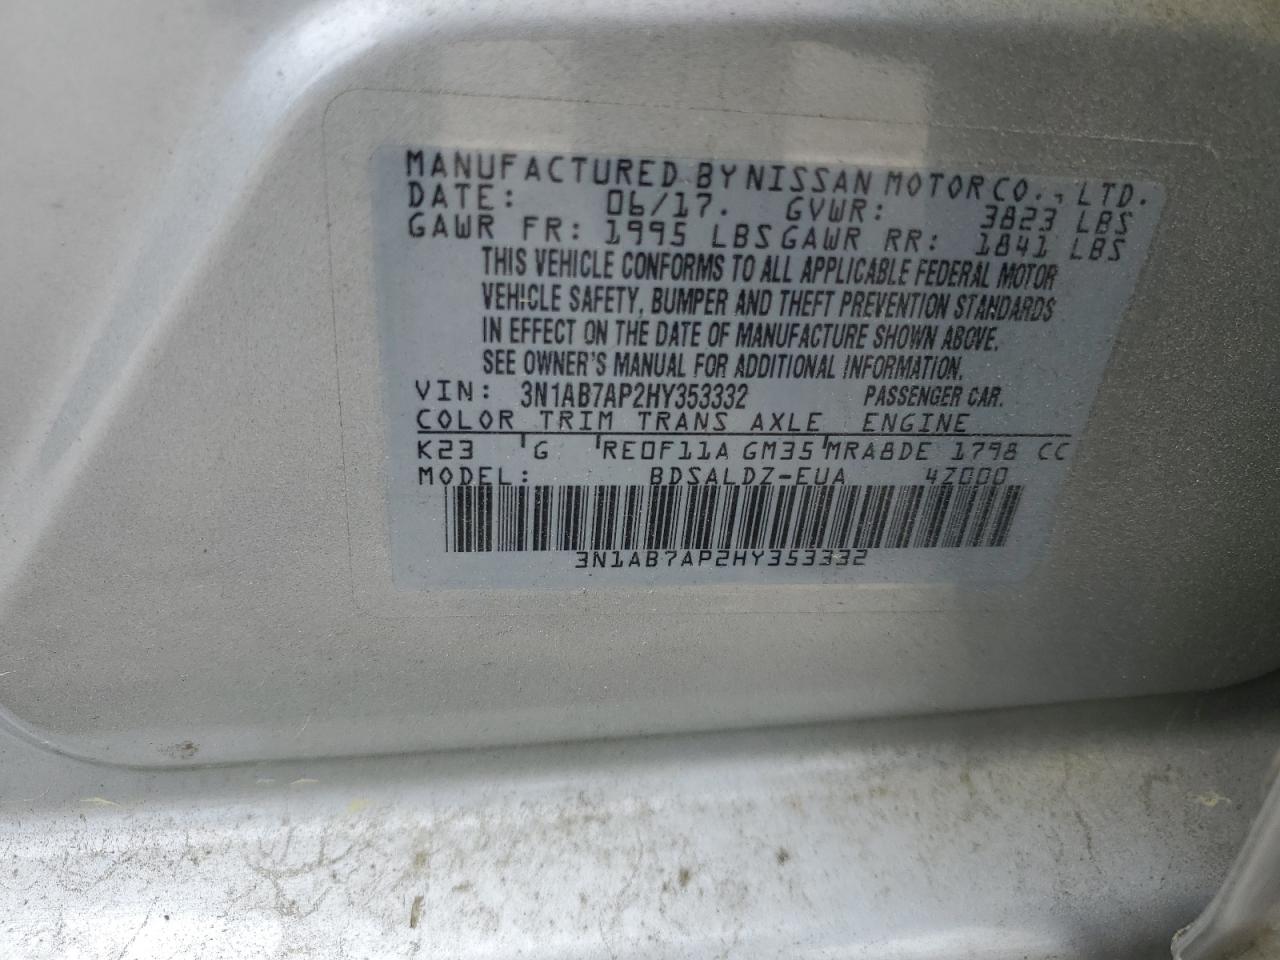 MANUFACTURED BY NISSAN MOTOR CO., LTD.
DATE: 06/17. GVWR: 3823 LBS
GAWR FR: 1995 LBS GAWR RR: 1841 LBS
THIS VEHICLE CONFORMS TO ALL APPLICABLE FEDERAL MOTOR
VEHICLE SAFETY, BUMPER AND THEFT PREVENTION STANDARDS
IN EFFECT ON THE DATE OF MANUFACTURE SHOWN ABOVE.
SEE OWNER'S MANUAL FOR ADDITIONAL INFORMATION.
VIN: 3N1AB7AP2HY353332 PASSENGER CAR.
COLOR TRIM TRANS AXLE ENGINE
K23 G RE0F11A GM35 MRA8DE 1798 CC
MODEL: BDSALDZ-EUA 4Z000
3N1AB7AP2HY353332